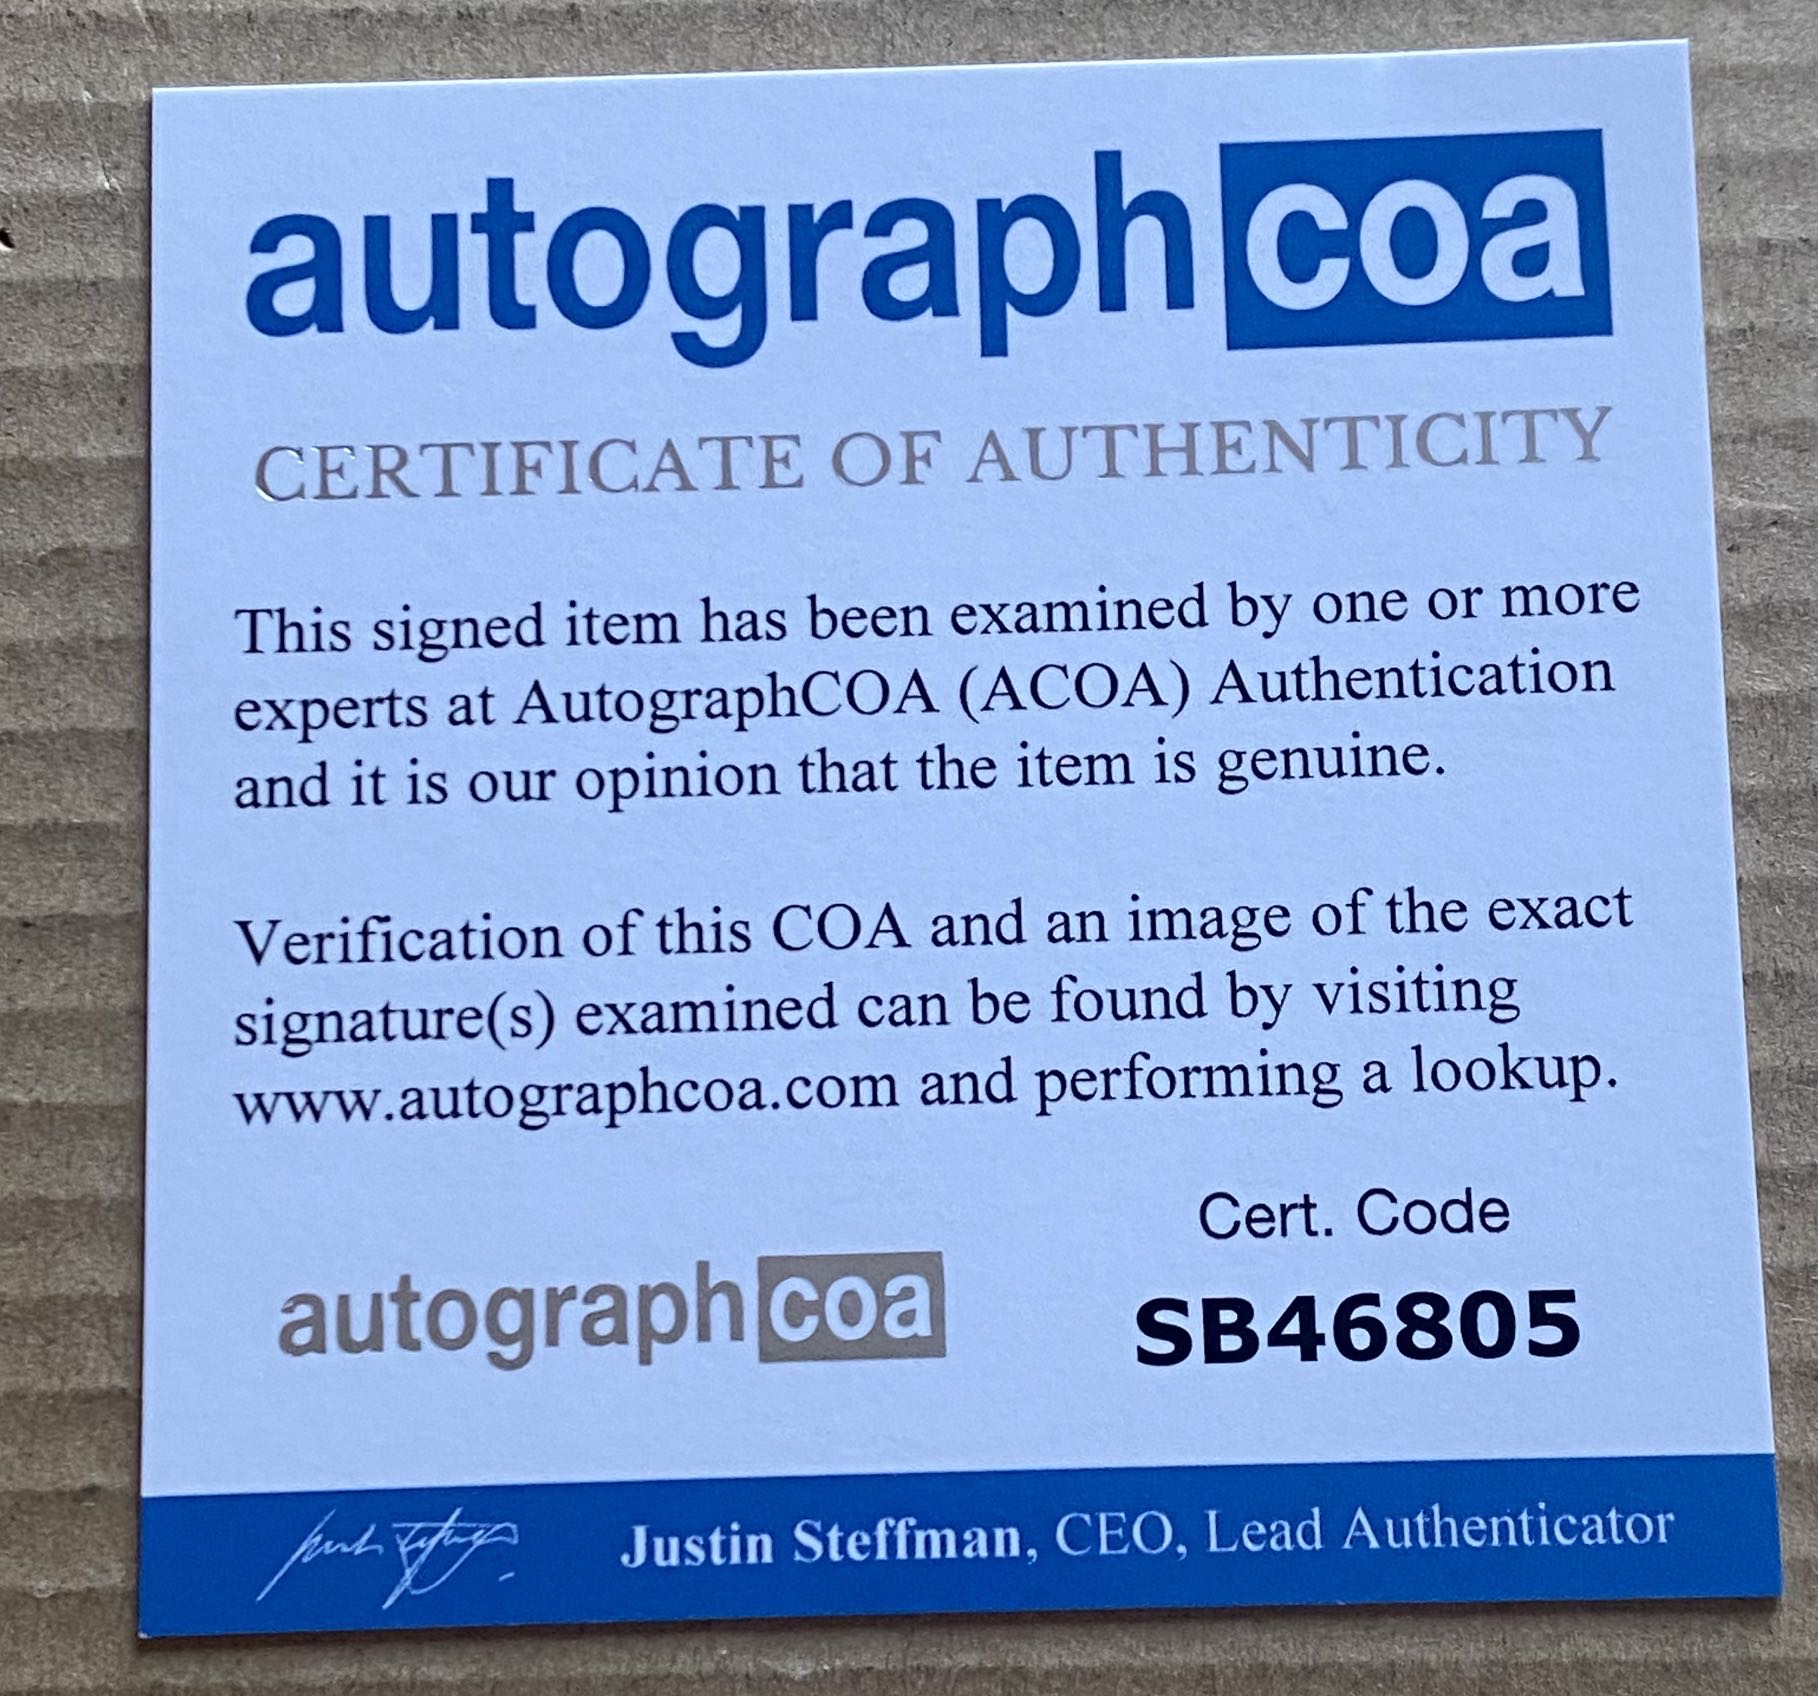 autographcoa
CERTIFICATE OF AUTHENTICITY
This signed item has been examined by one or more
experts at AutographCOA (ACOA) Authentication
and it is our opinion that the item is genuine.
Verification of this COA and an image of the exact
signature(s) examined can be found by visiting
www.autographcoa.com and performing a lookup.
Cert. Code
autographcoa SB46805
Justin Steffman, CEO, Lead Authenticator